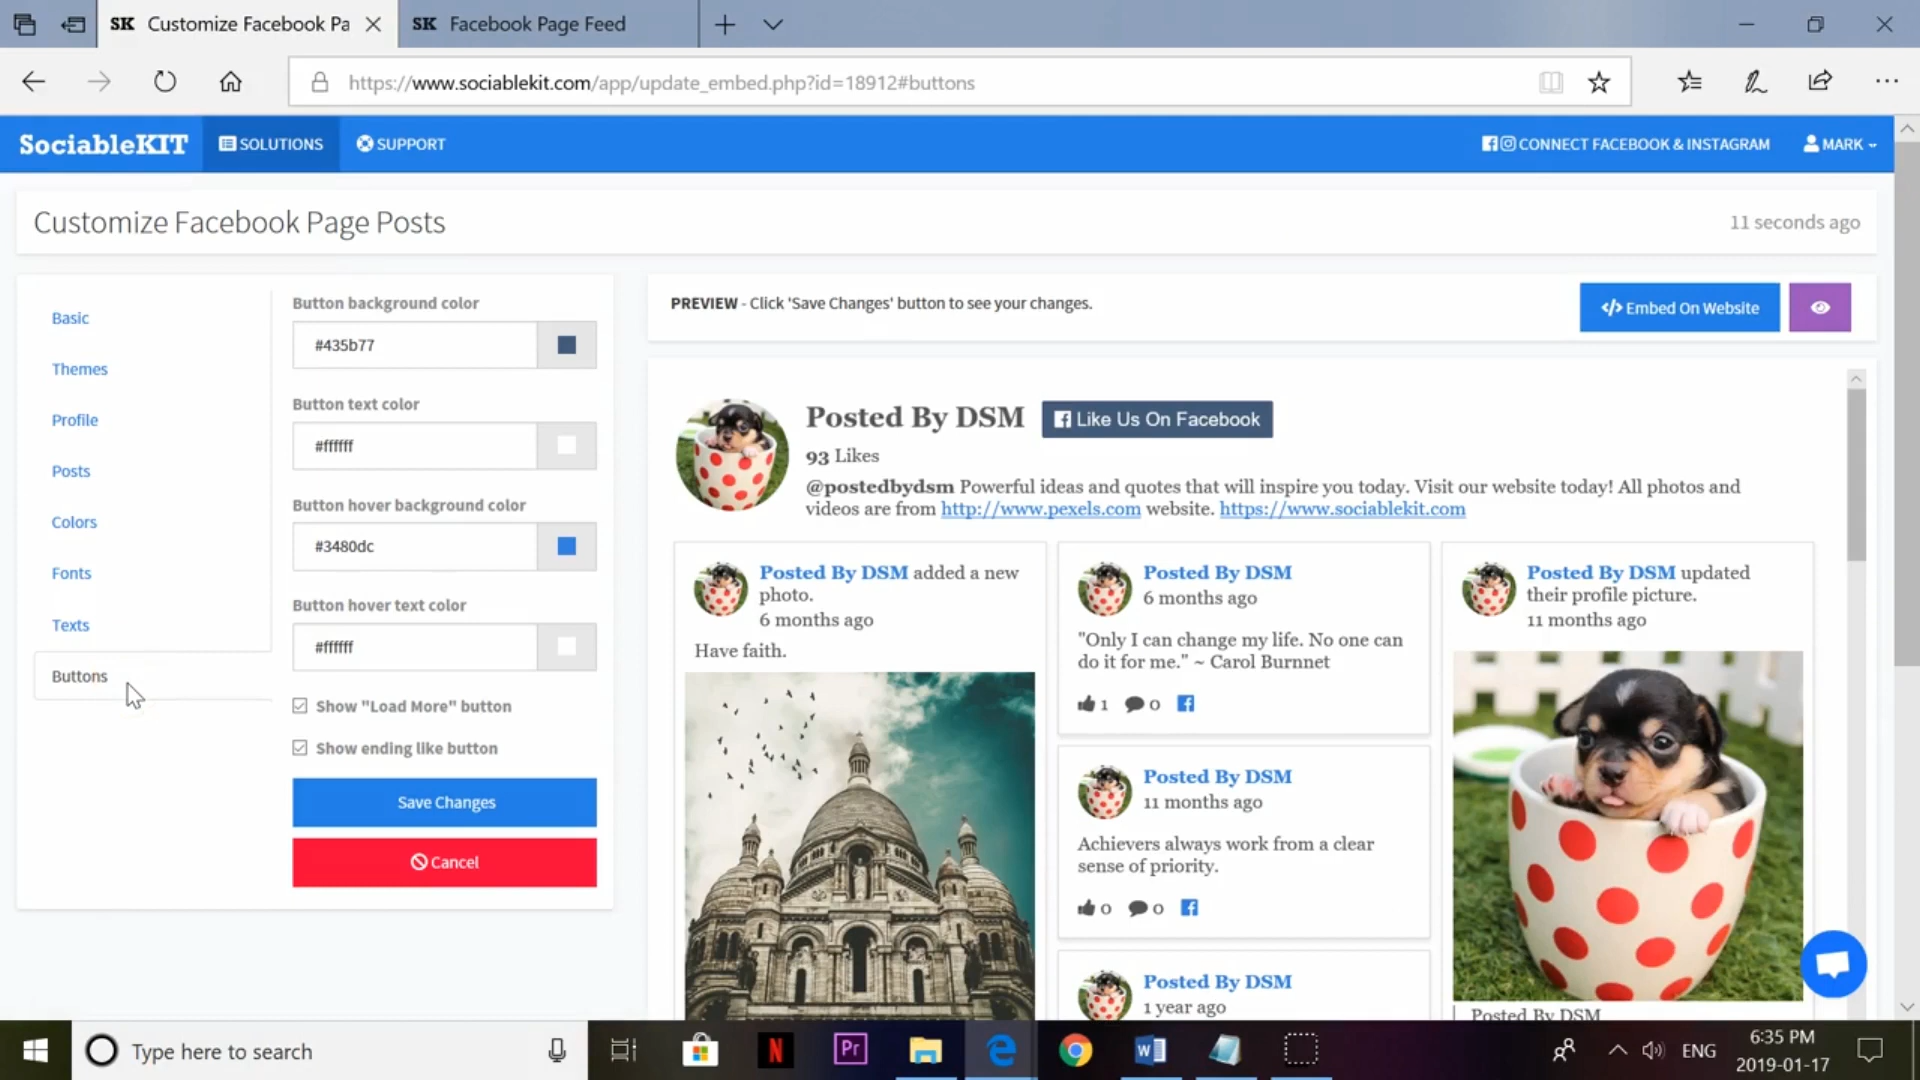 SK Customize Facebook Pa
SK Facebook Page Feed
https://www.sociablekit.com/app/update_embed.php?id=18912#buttons
SociableKIT
SOLUTIONS
SUPPORT
CONNECT FACEBOOK & INSTAGRAM
MARK
Customize Facebook Page Posts
11 seconds ago
Basic
Themes
Profile
Posts
Colors
Fonts
Texts
Buttons
Button background color
#435b77
Button text color
#ffffff
Button hover background color
#3480dc
Button hover text color
#ffffff
Show "Load More" button
Show ending like button
Save Changes
Cancel
PREVIEW - Click 'Save Changes' button to see your changes.
</> Embed On Website
Posted By DSM
Like Us On Facebook
93 Likes
@postedbydsm Powerful ideas and quotes that will inspire you today. Visit our website today! All photos and
videos are from http://www.pexels.com website. https://www.sociablekit.com
Posted By DSM added a new
photo.
6 months ago
Have faith.
Posted By DSM
6 months ago
"Only I can change my life. No one can
do it for me." ~ Carol Burnnet
1 0
Posted By DSM
11 months ago
Achievers always work from a clear
sense of priority.
0 0
Posted By DSM
1 year ago
Posted By DSM updated
their profile picture.
11 months ago
Posted By DSM
Type here to search
N
Pr
ENG
6:35 PM
2019-01-17